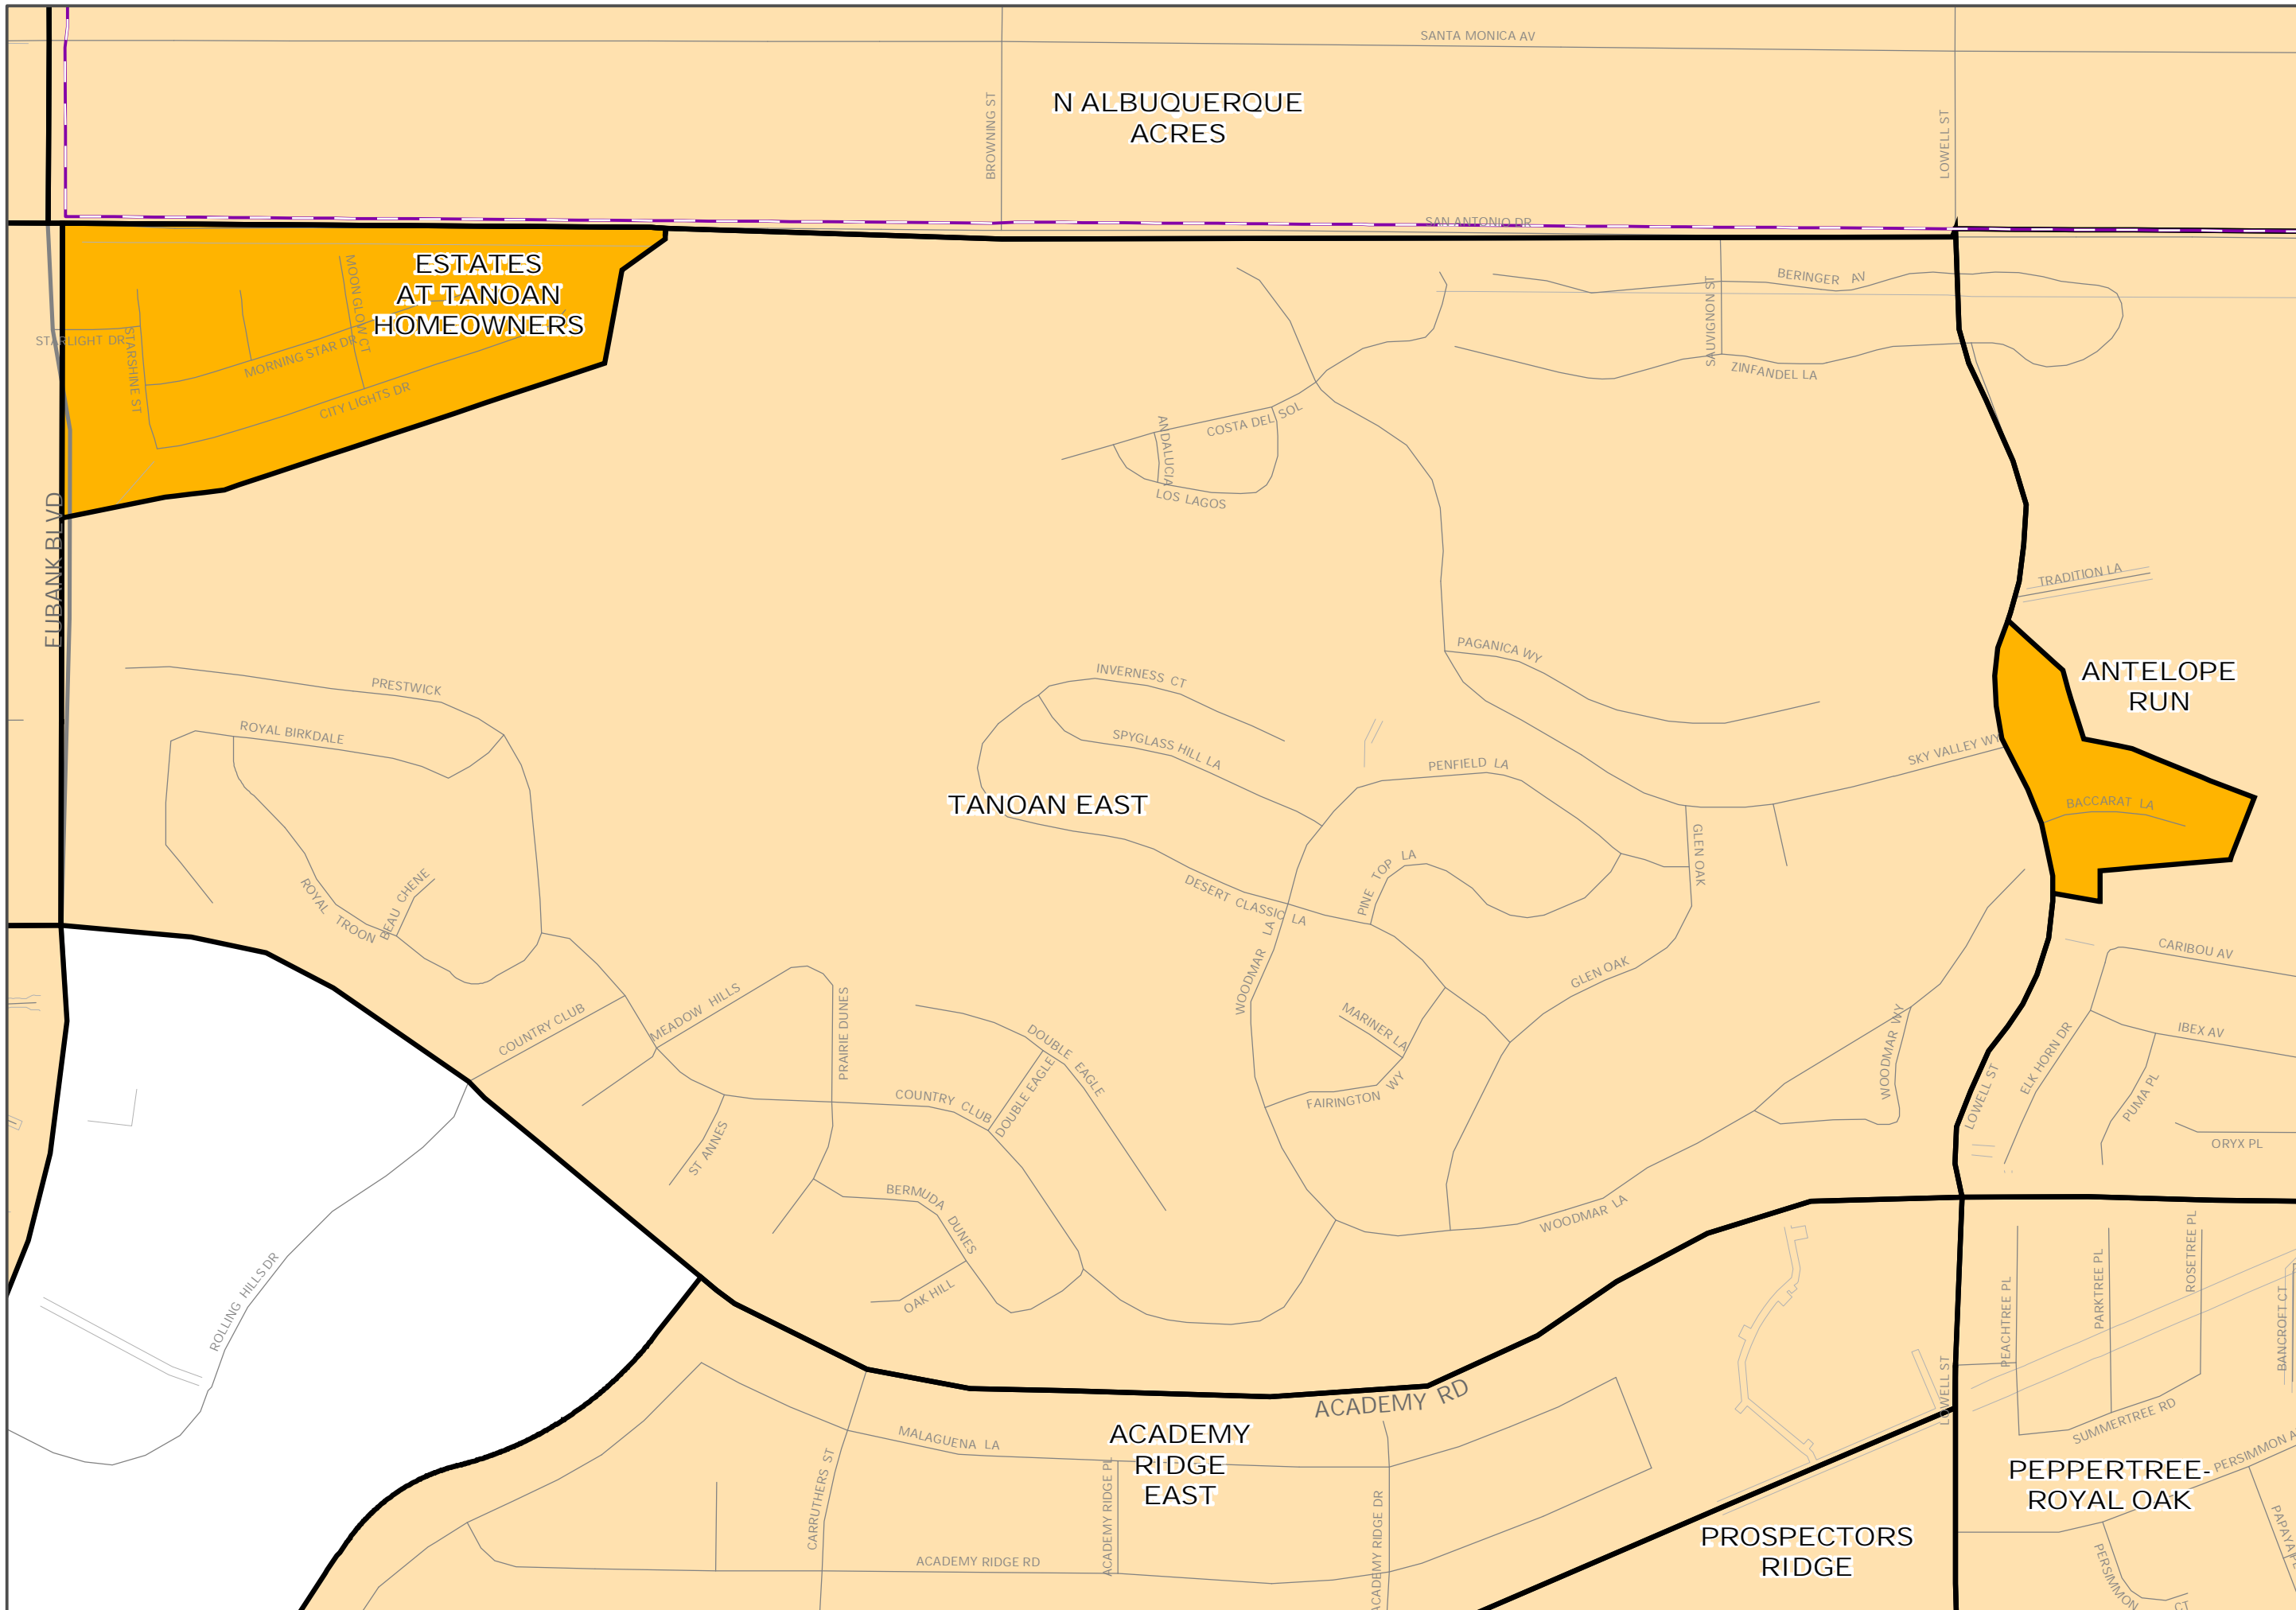 SANTA MONICA AV
N ALBUQUERQUE
ACRES
BROWNING ST
LOWELL ST
SAN ANTONIO DR
ESTATES
AT TANOAN
HOMEOWNERS
MOON GLOW CT
STARLIGHT DR
STARSHINE ST
MORNING STAR DR
CITY LIGHTS DR
EUBANK BLVD
BERINGER AV
SAUVIGNON ST
ZINFANDEL LA
COSTA DEL SOL
ANDALUCIA
LOS LAGOS
TRADITION LA
PAGANICA WY
ANTELOPE
RUN
INVERNESS CT
PRESTWICK
ROYAL BIRKDALE
SPYGLASS HILL LA
PENFIELD LA
SKY VALLEY WY
TANOAN EAST
BACCARAT LA
GLEN OAK
PINE TOP LA
DESERT CLASSIC LA
ROYAL TROON
BEAU CHENE
WOODMAR LA
GLEN OAK
CARIBOU AV
MEADOW HILLS
PRAIRIE DUNES
COUNTRY CLUB
MARINER LA
DOUBLE EAGLE
DOUBLE EAGLE
COUNTRY CLUB
FAIRINGTON WY
WOODMAR WY
LOWELL ST
ELK HORN DR
IBEX AV
PUMA PL
ORYX PL
ST ANNES
BERMUDA DUNES
OAK HILL
WOODMAR LA
ROLLING HILLS DR
PEACHTREE PL
PARKTREE PL
ROSETREE PL
BANCROFT CT
LOWELL ST
ACADEMY RD
SUMMERTREE RD
MALAGUENA LA
ACADEMY
RIDGE
EAST
CARRUTHERS ST
ACADEMY RIDGE PL
ACADEMY RIDGE DR
ACADEMY RIDGE RD
PEPPERTREE-
ROYAL OAK
PERSIMMON A
PROSPECTORS
RIDGE
PERSIMMON CT
PAPAYA PL